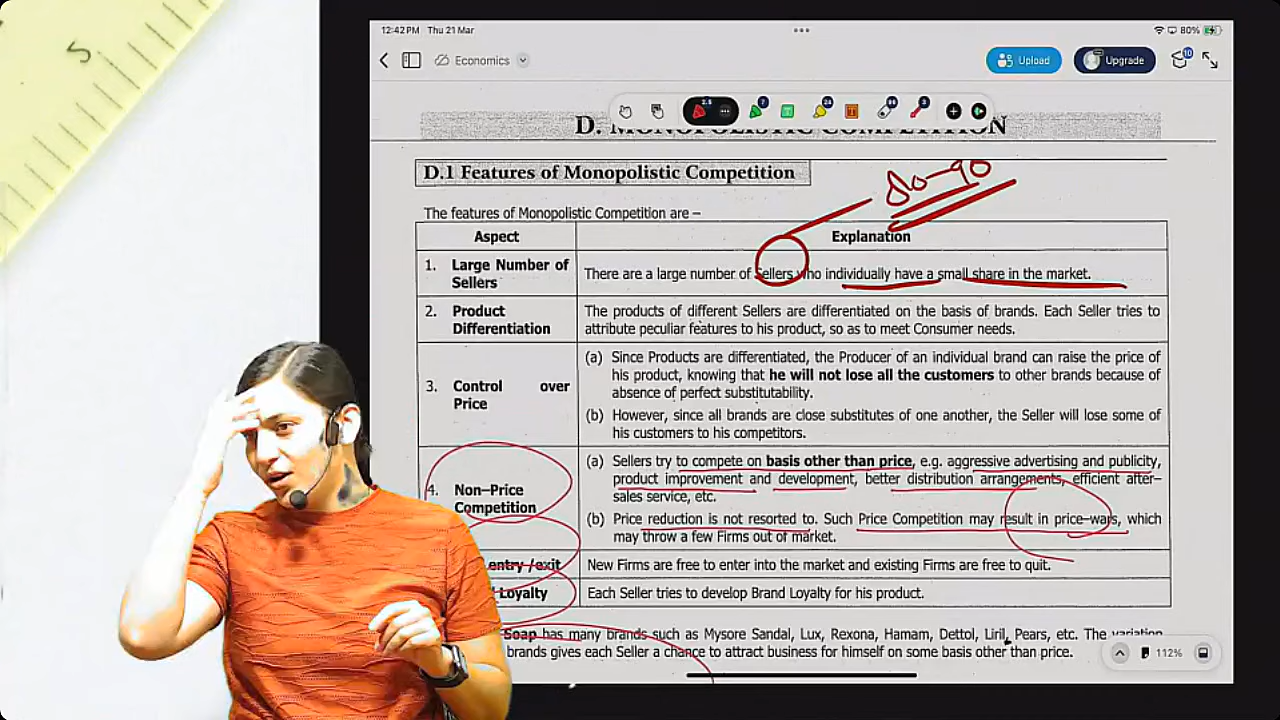 5
12:42 PM Thu 21 Mar
80%
Economics
Upload
Upgrade
10
2.5
7
24
3
D. MONOPOLISTIC COMPETITION
D.1 Features of Monopolistic Competition
80-90
The features of Monopolistic Competition are –
Aspect
Explanation
1. Large Number of
Sellers
There are a large number of Sellers who individually have a small share in the market.
2. Product
Differentiation
The products of different Sellers are differentiated on the basis of brands. Each Seller tries to
attribute peculiar features to his product, so as to meet Consumer needs.
3. Control over
Price
(a) Since Products are differentiated, the Producer of an individual brand can raise the price of
his product, knowing that he will not lose all the customers to other brands because of
absence of perfect substitutability.
(b) However, since all brands are close substitutes of one another, the Seller will lose some of
his customers to his competitors.
4. Non–Price
Competition
(a) Sellers try to compete on basis other than price, e.g. aggressive advertising and publicity,
product improvement and development, better distribution arrangements, efficient after–
sales service, etc.
(b) Price reduction is not resorted to. Such Price Competition may result in price–wars, which
may throw a few Firms out of market.
entry /exit
New Firms are free to enter into the market and existing Firms are free to quit.
Loyalty
Each Seller tries to develop Brand Loyalty for his product.
Soap has many brands such as Mysore Sandal, Lux, Rexona, Hamam, Dettol, Liril, Pears, etc. The variation
brands gives each Seller a chance to attract business for himself on some basis other than price.
112%